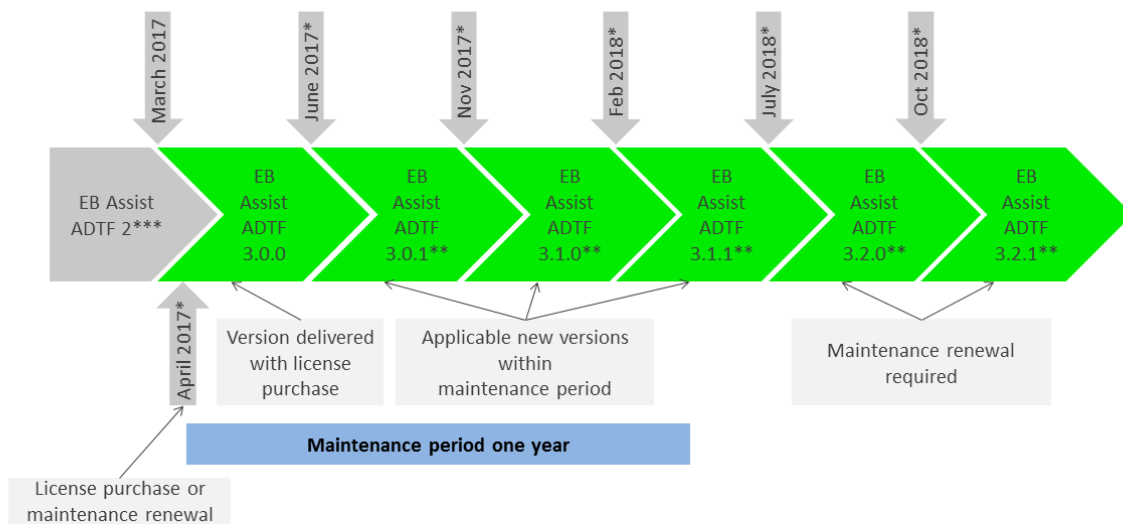 March 2017
June 2017*
Nov 2017*
Feb 2018*
July 2018*
Oct 2018*
EB Assist
ADTF 2***
EB
Assist
ADTF
3.0.0
EB
Assist
ADTF
3.0.1**
EB
Assist
ADTF
3.1.0**
EB
Assist
ADTF
3.1.1**
EB
Assist
ADTF
3.2.0**
EB
Assist
ADTF
3.2.1**
April 2017*
Version delivered
with license
purchase
Applicable new versions
within
maintenance period
Maintenance renewal
required
Maintenance period one year
License purchase or
maintenance renewal